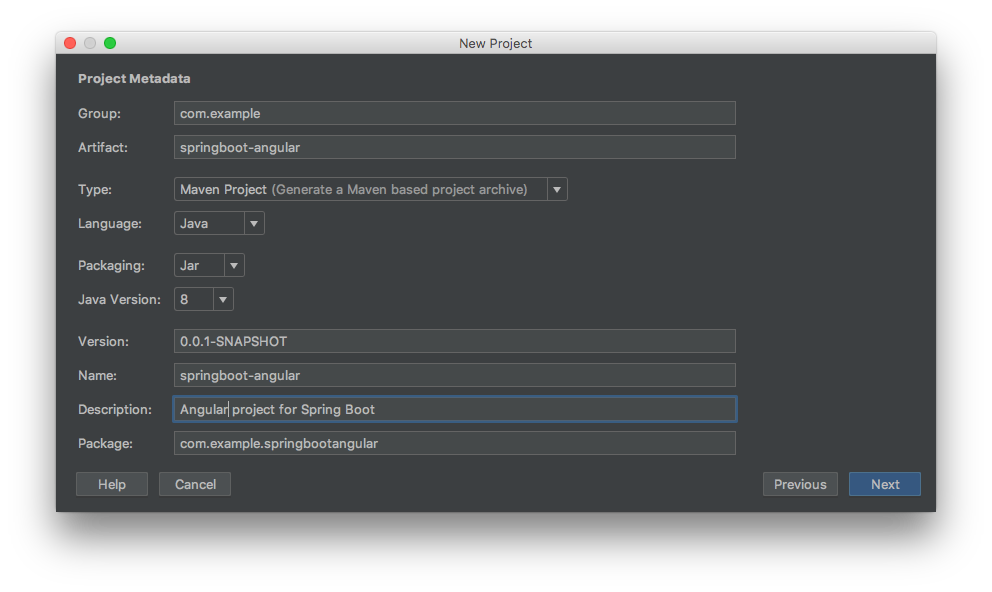 New Project
Project Metadata
Group: com.example
Artifact: springboot-angular
Type: Maven Project (Generate a Maven based project archive)
Language: Java
Packaging: Jar
Java Version: 8
Version: 0.0.1-SNAPSHOT
Name: springboot-angular
Description: Angular project for Spring Boot
Package: com.example.springbootangular
Help Cancel Previous Next